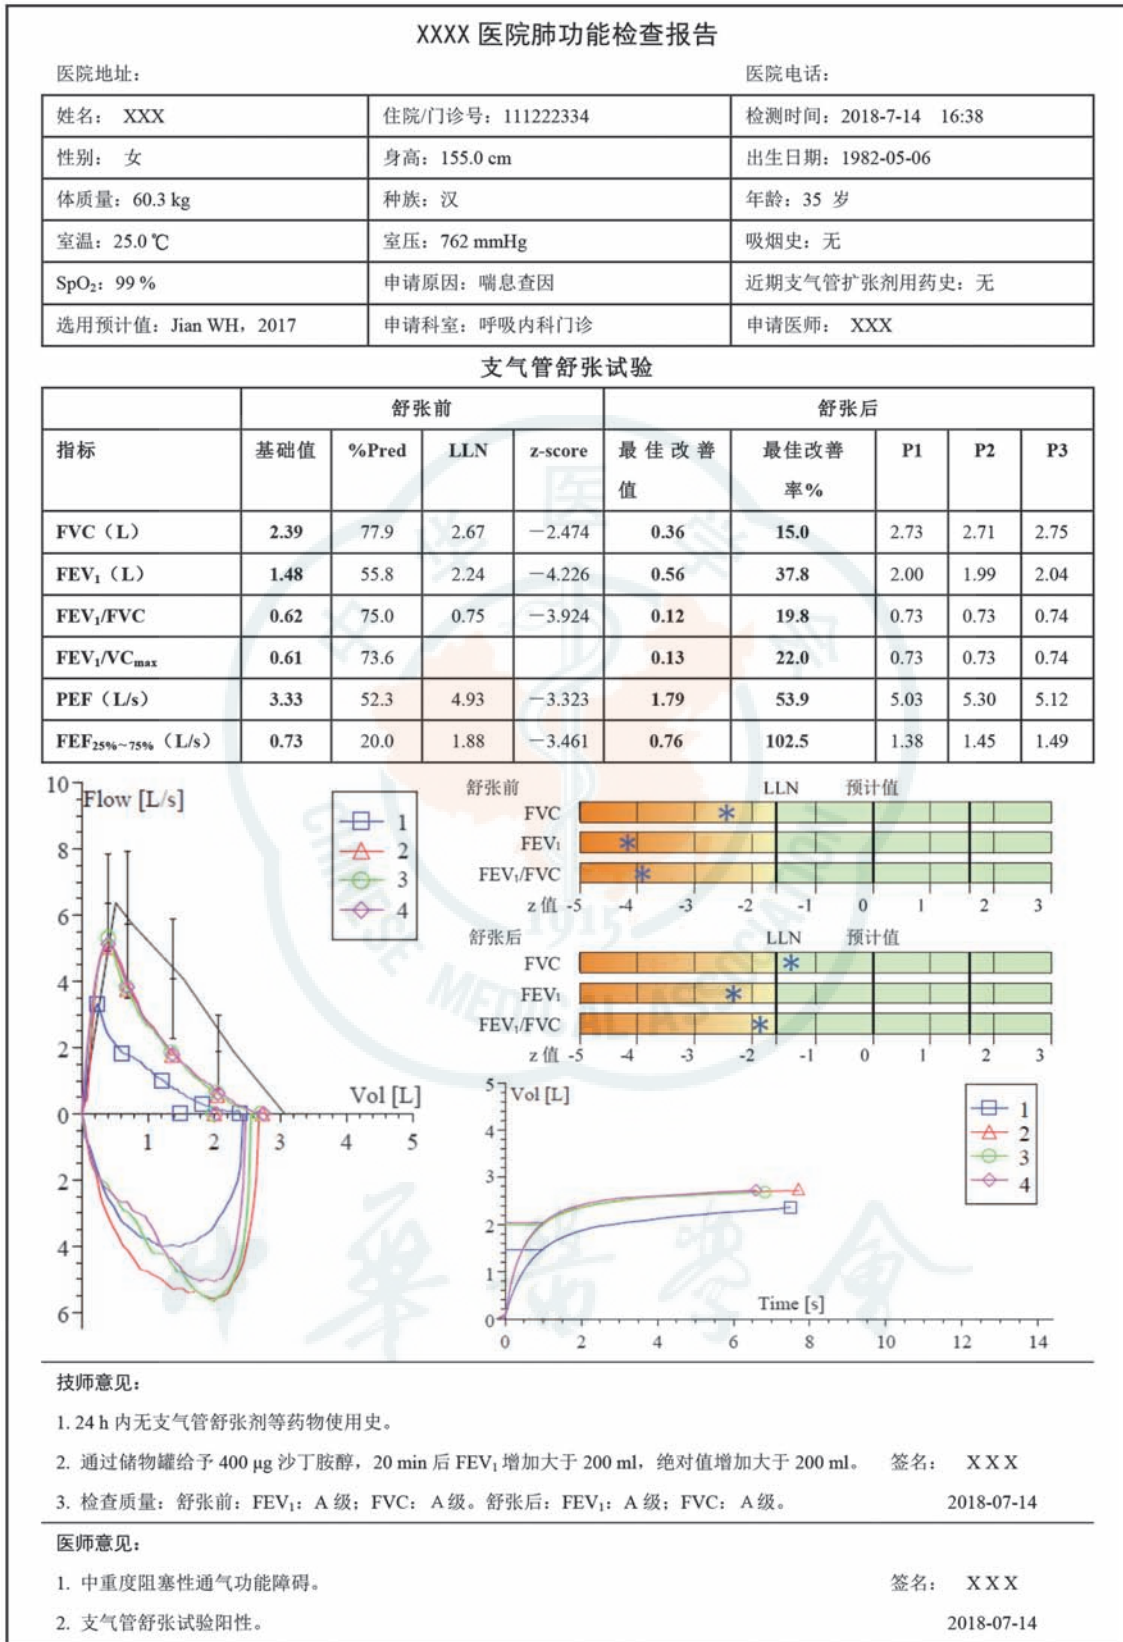 XXXX 医院肺功能检查报告
医院地址： 医院电话：
姓名： XXX 住院/门诊号：111222334 检测时间：2018-7-14 16:38
性别： 女 身高：155.0 cm 出生日期：1982-05-06
体质量：60.3 kg 种族：汉 年龄：35 岁
室温：25.0 ℃ 室压：762 mmHg 吸烟史：无
SpO₂：99 % 申请原因：喘息查因 近期支气管扩张剂用药史：无
选用预计值：Jian WH，2017 申请科室：呼吸内科门诊 申请医师： XXX
支气管舒张试验
舒张前 舒张后
指标 基础值 %Pred LLN z-score 最佳改善值 最佳改善率% P1 P2 P3
FVC（L） 2.39 77.9 2.67 －2.474 0.36 15.0 2.73 2.71 2.75
FEV₁（L） 1.48 55.8 2.24 －4.226 0.56 37.8 2.00 1.99 2.04
FEV₁/FVC 0.62 75.0 0.75 －3.924 0.12 19.8 0.73 0.73 0.74
FEV₁/VCmax 0.61 73.6 0.13 22.0 0.73 0.73 0.74
PEF（L/s） 3.33 52.3 4.93 －3.323 1.79 53.9 5.03 5.30 5.12
FEF25%~75%（L/s） 0.73 20.0 1.88 －3.461 0.76 102.5 1.38 1.45 1.49
Flow [L/s]
10
8
6
4
2
0
2
4
6
1 2 3 4 5
Vol [L]
1
2
3
4
舒张前 LLN 预计值
FVC
FEV₁
FEV₁/FVC
z 值 -5 -4 -3 -2 -1 0 1 2 3
舒张后 LLN 预计值
FVC
FEV₁
FEV₁/FVC
z 值 -5 -4 -3 -2 -1 0 1 2 3
Vol [L]
5
4
3
2
1
0
Time [s]
0 2 4 6 8 10 12 14
1
2
3
4
技师意见：
1. 24 h 内无支气管舒张剂等药物使用史。
2. 通过储物罐给予 400 μg 沙丁胺醇，20 min 后 FEV₁ 增加大于 200 ml，绝对值增加大于 200 ml。 签名： X X X
3. 检查质量：舒张前：FEV₁：A 级；FVC：A 级。舒张后：FEV₁：A 级；FVC：A 级。 2018-07-14
医师意见：
1. 中重度阻塞性通气功能障碍。 签名： X X X
2. 支气管舒张试验阳性。 2018-07-14
中华医学会
CHINESE MEDICAL ASSOCIATION
1915
中華醫學會